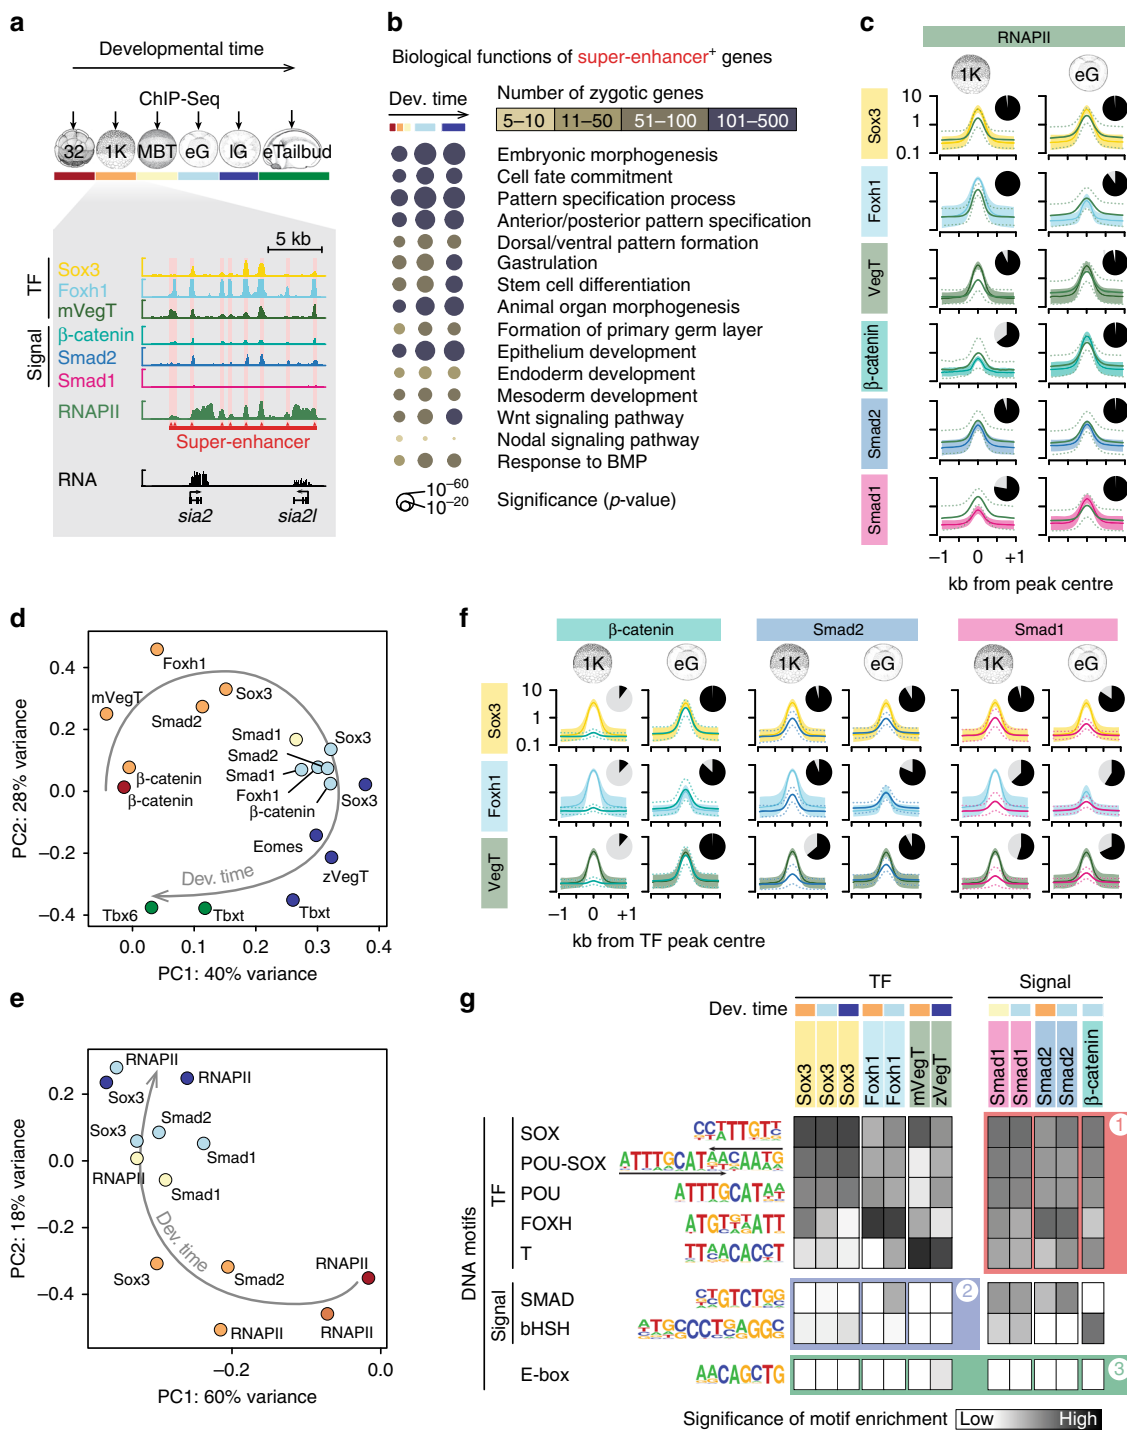 a
Developmental time
ChIP-Seq
32
1K
MBT
eG
lG
eTailbud
5 kb
TF
Sox3
Foxh1
mVegT
Signal
β-catenin
Smad2
Smad1
RNAPII
Super-enhancer
RNA
sia2
sia2l
b
Biological functions of super-enhancer+ genes
Dev. time
Number of zygotic genes
5–10
11–50
51–100
101–500
Embryonic morphogenesis
Cell fate commitment
Pattern specification process
Anterior/posterior pattern specification
Dorsal/ventral pattern formation
Gastrulation
Stem cell differentiation
Animal organ morphogenesis
Formation of primary germ layer
Epithelium development
Endoderm development
Mesoderm development
Wnt signaling pathway
Nodal signaling pathway
Response to BMP
10–60
10–20
Significance (p-value)
c
RNAPII
1K
eG
Sox3
10
1
0.1
Foxh1
VegT
β-catenin
Smad2
Smad1
–1
0
+1
kb from peak centre
d
PC2: 28% variance
0.4
0.2
0.0
–0.2
–0.4
Foxh1
mVegT
Sox3
Smad2
Smad1
Sox3
Smad2
Smad1
Foxh1
β-catenin
β-catenin
β-catenin
Sox3
Eomes
zVegT
Dev. time
Tbx6
Tbxt
Tbxt
0.0
0.1
0.2
0.3
0.4
PC1: 40% variance
e
PC2: 18% variance
0.2
0.0
–0.2
–0.4
RNAPII
RNAPII
Sox3
Smad2
Sox3
Smad1
RNAPII
Smad1
Dev. time
Sox3
Smad2
RNAPII
RNAPII
RNAPII
–0.2
0.0
PC1: 60% variance
f
β-catenin
Smad2
Smad1
1K
eG
1K
eG
1K
eG
Sox3
10
1
0.1
Foxh1
VegT
–1
0
+1
kb from TF peak centre
g
TF
Signal
Dev. time
Sox3
Sox3
Sox3
Foxh1
Foxh1
mVegT
zVegT
Smad1
Smad1
Smad2
Smad2
β-catenin
DNA motifs
TF
SOX
POU-SOX
POU
FOXH
T
Signal
SMAD
bHSH
E-box
AACAGCTG
1
2
3
Significance of motif enrichment
Low
High